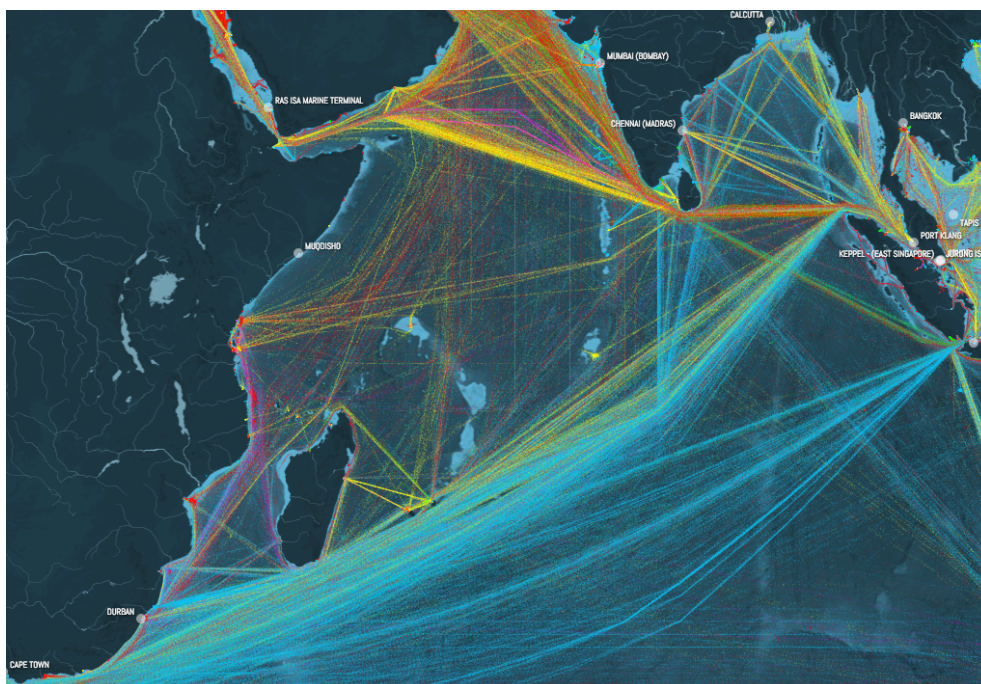 CALCUTTA
MUMBAI (BOMBAY)
RAS ISA MARINE TERMINAL
BANGKOK
CHENNAI (MADRAS)
TAPIS
PORT KLANG
MUQDISHO
KEPPEL - (EAST SINGAPORE)
JURONG IS
DURBAN
CAPE TOWN